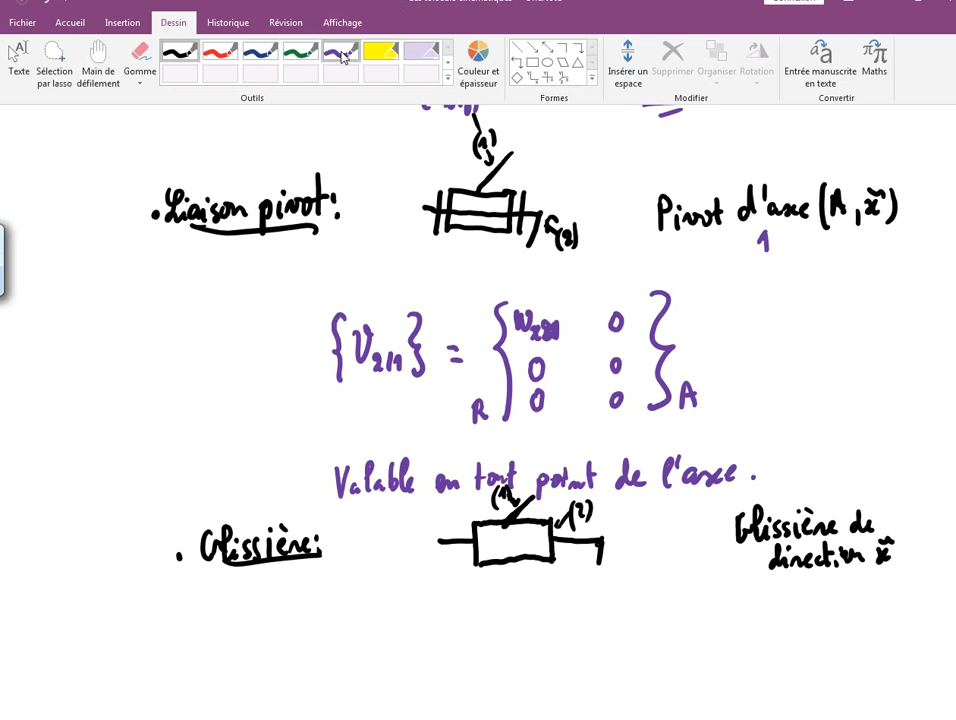 Fichier Accueil Insertion Dessin Historique Révision Affichage
Texte Sélection par lasso Main de défilement Gomme Couleur et épaisseur Insérer un espace Supprimer Organiser Rotation Entrée manuscrite en texte Maths
Outils Formes Modifier Convertir
(1)
. Liaison pivot :
(2)
Pivot d'axe (A, x⃗)
1
{V2/1} = { ωx21 0
0 0
R 0 0 } A
Valable en tout point de l'axe.
(1) (2)
. Glissière :
Glissière de
direction x⃗